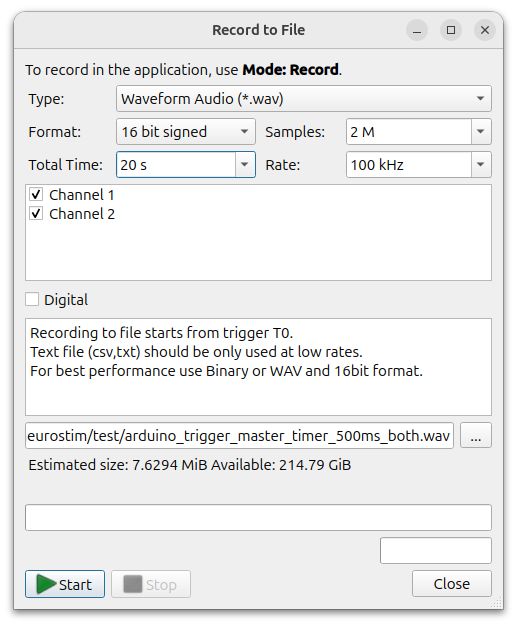 Record to File
To record in the application, use Mode: Record.
Type: Waveform Audio (*.wav)
Format: 16 bit signed Samples: 2 M
Total Time: 20 s Rate: 100 kHz
Channel 1
Channel 2
Digital
Recording to file starts from trigger T0.
Text file (csv,txt) should be only used at low rates.
For best performance use Binary or WAV and 16bit format.
eurostim/test/arduino_trigger_master_timer_500ms_both.wav ...
Estimated size: 7.6294 MiB Available: 214.79 GiB
Start Stop Close